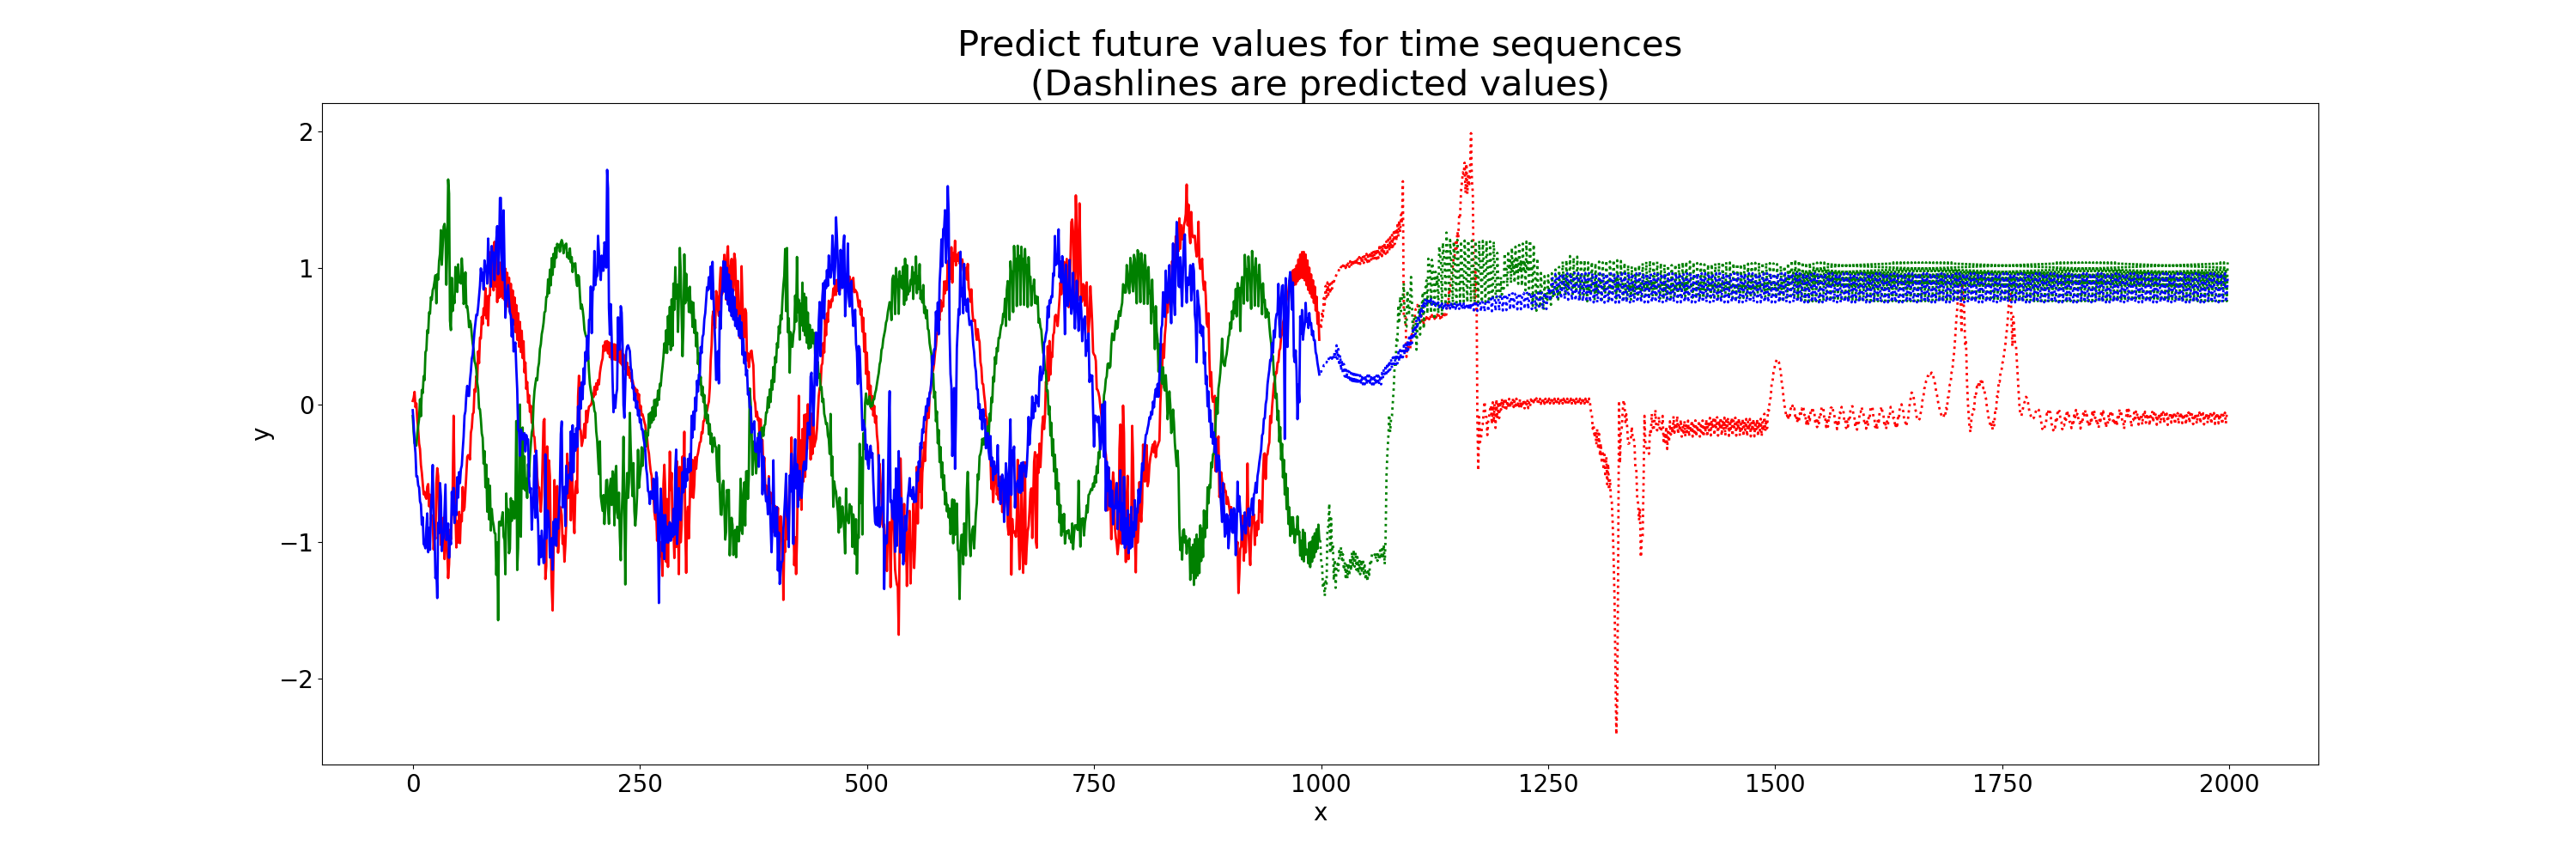 Predict future values for time sequences
(Dashlines are predicted values)
2
1
0
−1
−2
y
0 250 500 750 1000 1250 1500 1750 2000
x